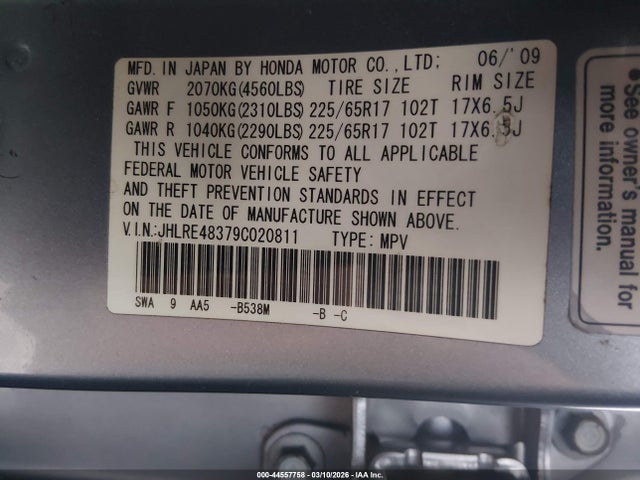 MFD. IN JAPAN BY HONDA MOTOR CO.,LTD; 06/'09
GVWR 2070KG(4560LBS) TIRE SIZE RIM SIZE
GAWR F 1050KG(2310LBS) 225/65R17 102T 17X6.5J
GAWR R 1040KG(2290LBS) 225/65R17 102T 17X6.5J
THIS VEHICLE CONFORMS TO ALL APPLICABLE
FEDERAL MOTOR VEHICLE SAFETY
AND THEFT PREVENTION STANDARDS IN EFFECT
ON THE DATE OF MANUFACTURE SHOWN ABOVE.
V.I.N.:JHLRE48379C020811 TYPE: MPV
SWA 9 AA5 -B538M -B -C
See owner's manual for
more information.
000-44557758 - 03/10/2026 - COPART, Inc.